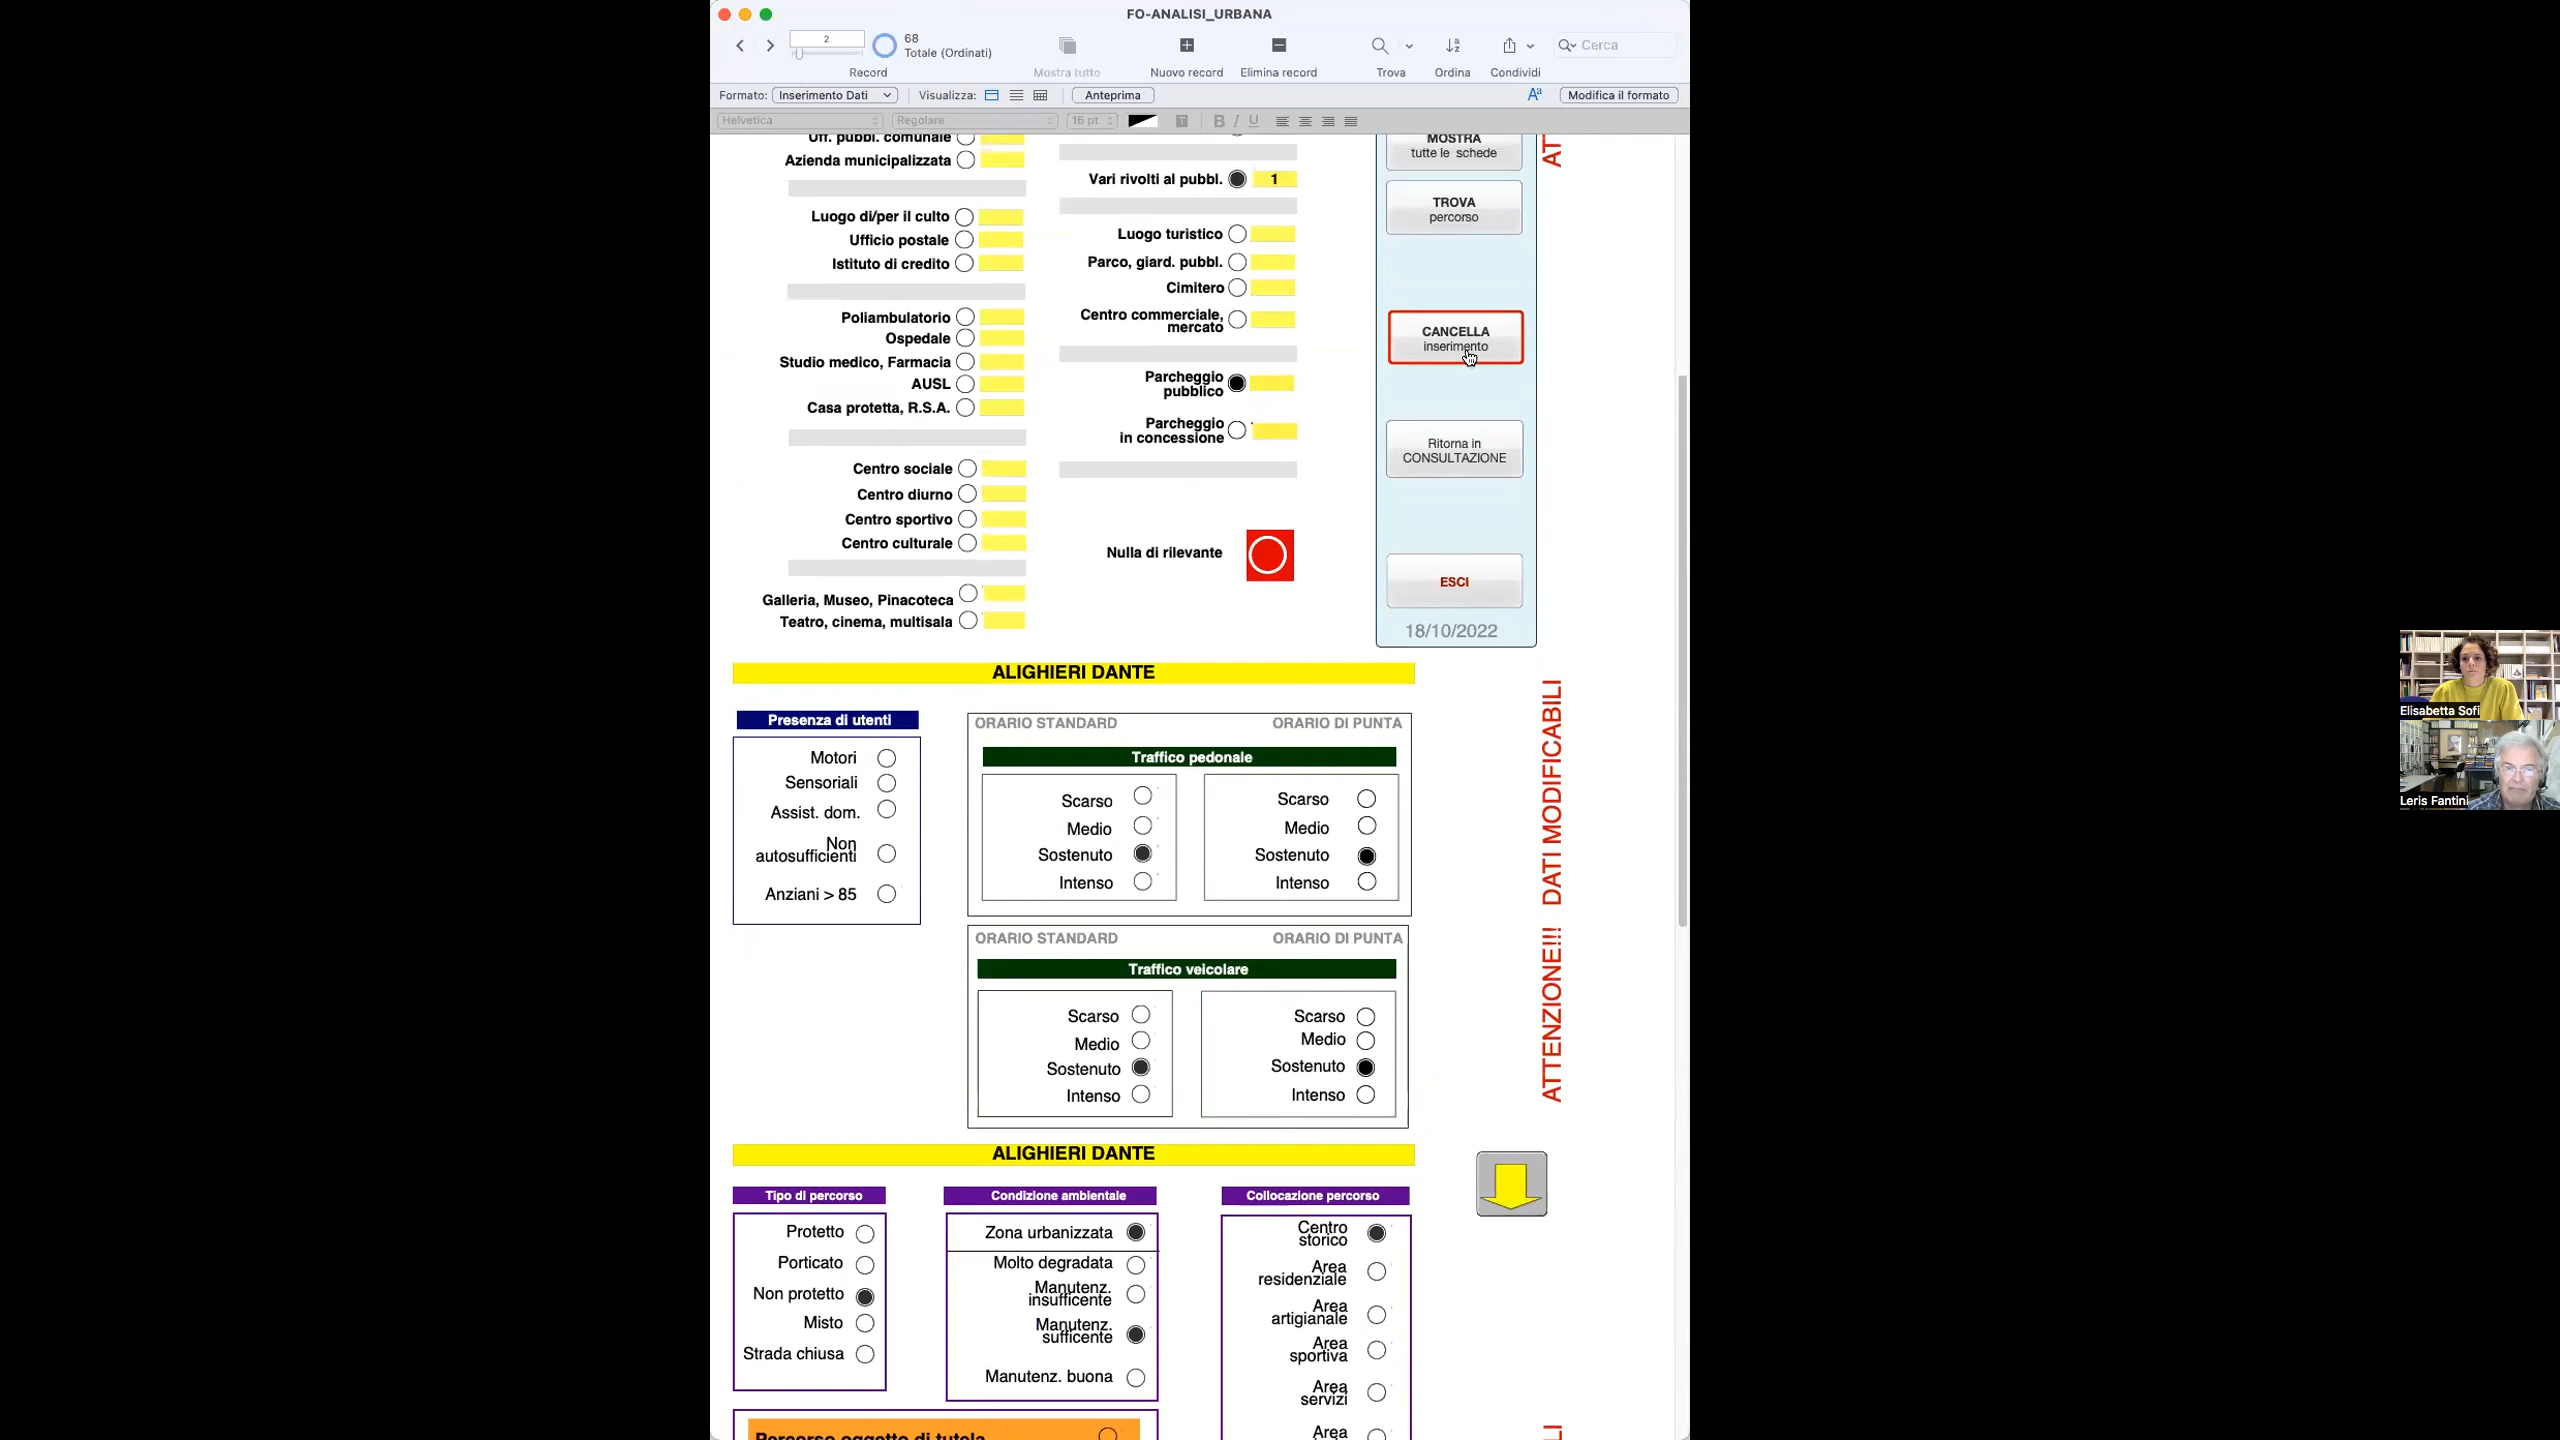 FO-ANALISI_URBANA
2
68
Totale (Ordinati)
Record
Mostra tutto
Nuovo record
Elimina record
Trova
Ordina
Condividi
Cerca
Formato:
Inserimento Dati
Visualizza:
Anteprima
Aª
Modifica il formato
Helvetica
Regolare
16 pt
T
B I U
Uff. pubbl. comunale
Azienda municipalizzata
Luogo di/per il culto
Ufficio postale
Istituto di credito
Poliambulatorio
Ospedale
Studio medico, Farmacia
AUSL
Casa protetta, R.S.A.
Centro sociale
Centro diurno
Centro sportivo
Centro culturale
Galleria, Museo, Pinacoteca
Teatro, cinema, multisala
Vari rivolti al pubbl.
1
Luogo turistico
Parco, giard. pubbl.
Cimitero
Centro commerciale,
mercato
Parcheggio
pubblico
Parcheggio
in concessione
Nulla di rilevante
MOSTRA
tutte le schede
TROVA
percorso
CANCELLA
inserimento
Ritorna in
CONSULTAZIONE
ESCI
18/10/2022
AT
ATTENZIONE!!! DATI MODIFICABILI
LI
ALIGHIERI DANTE
Presenza di utenti
Motori
Sensoriali
Assist. dom.
Non
autosufficienti
Anziani > 85
ORARIO STANDARD
ORARIO DI PUNTA
Traffico pedonale
Scarso
Medio
Sostenuto
Intenso
Scarso
Medio
Sostenuto
Intenso
ORARIO STANDARD
ORARIO DI PUNTA
Traffico veicolare
Scarso
Medio
Sostenuto
Intenso
Scarso
Medio
Sostenuto
Intenso
ALIGHIERI DANTE
Tipo di percorso
Protetto
Porticato
Non protetto
Misto
Strada chiusa
Condizione ambientale
Zona urbanizzata
Molto degradata
Manutenz.
insufficente
Manutenz.
sufficente
Manutenz. buona
Collocazione percorso
Centro
storico
Area
residenziale
Area
artigianale
Area
sportiva
Area
servizi
Area
Percorso oggetto di tutela
Elisabetta Sofi
Leris Fantini